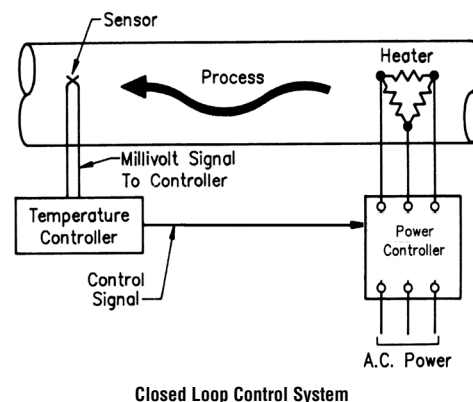 Sensor
Process
Heater
Millivolt Signal
To Controller
Temperature
Controller
Power
Controller
Control
Signal
A.C. Power
Closed Loop Control System